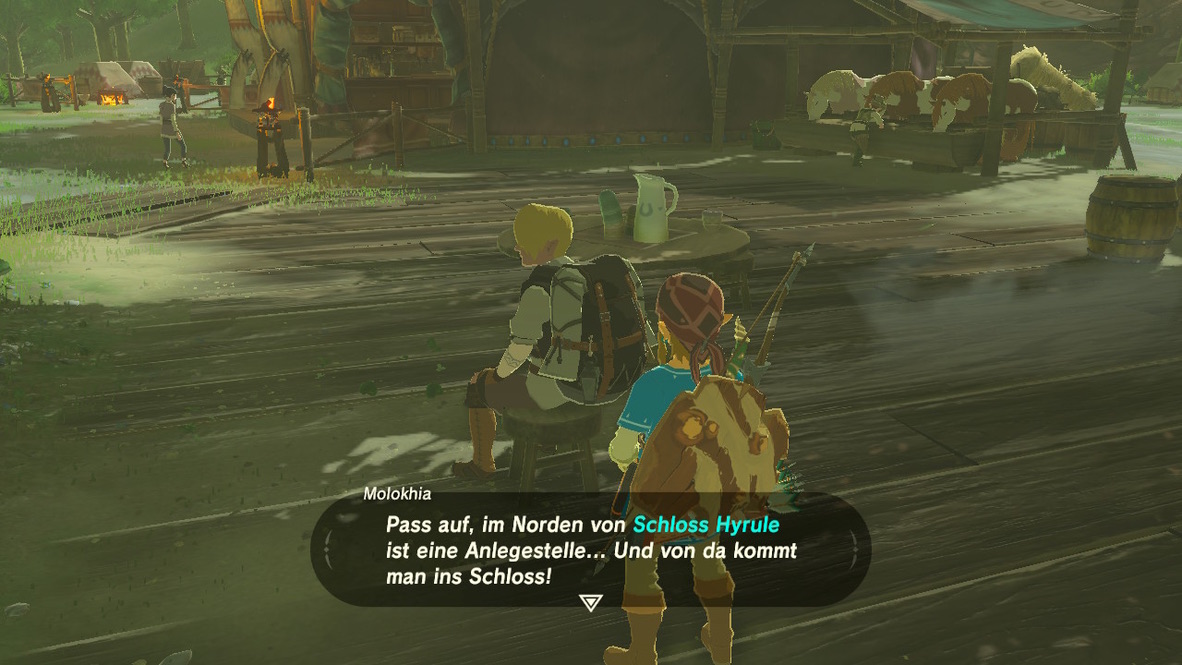 Molokhia
Pass auf, im Norden von Schloss Hyrule
ist eine Anlegestelle... Und von da kommt
man ins Schloss!